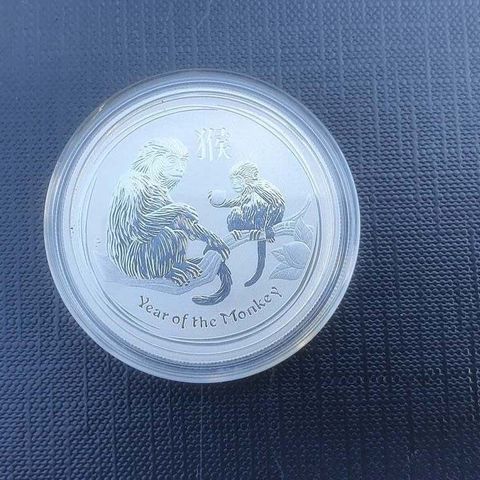 猴
Year of the Monkey